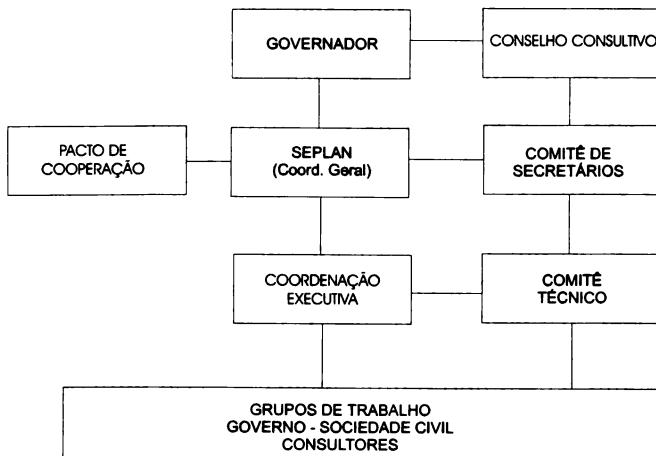 GOVERNADOR
CONSELHO CONSULTIVO
PACTO DE
COOPERAÇÃO
SEPLAN
(Coord. Geral)
COMITÊ DE
SECRETÁRIOS
COORDENAÇÃO
EXECUTIVA
COMITÊ
TÉCNICO
GRUPOS DE TRABALHO
GOVERNO - SOCIEDADE CIVIL
CONSULTORES